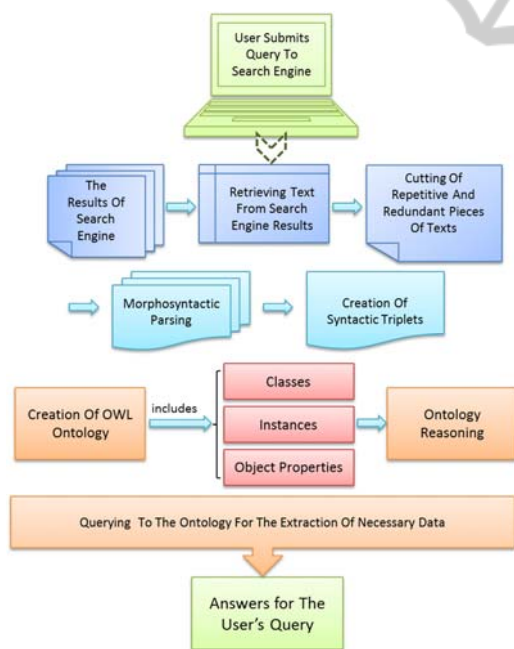 User Submits
Query To
Search Engine
The
Results Of
Search
Engine
Retrieving Text
From Search
Engine Results
Cutting Of
Repetitive And
Redundant Pieces
Of Texts
Morphosyntactic
Parsing
Creation Of
Syntactic Triplets
Creation Of OWL
Ontology
includes
Classes
Instances
Object Properties
Ontology
Reasoning
Querying To The Ontology For The Extraction Of Necessary Data
Answers for The
User's Query